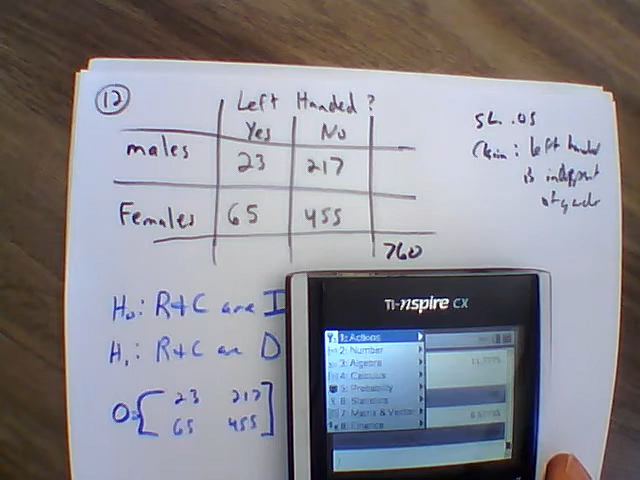 12
Left Handed ?
Yes No
males 23 217
Females 65 455
760
SL .05
Claim : left handed
is indepent
of gender
H₀: R+C are I
H₁: R+C are D
O=[23 217
65 455]
TI-nspire CX
1: Actions
2: Number
3: Algebra
4: Calculus
5: Probability
6: Statistics
7: Matrix & Vector
8: Finance